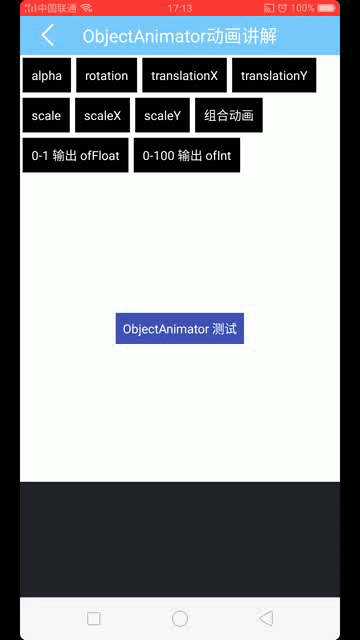 中国联通 17:13 100%
ObjectAnimator动画讲解
alpha rotation translationX translationY
scale scaleX scaleY 组合动画
0-1 输出 ofFloat 0-100 输出 ofInt
ObjectAnimator 测试